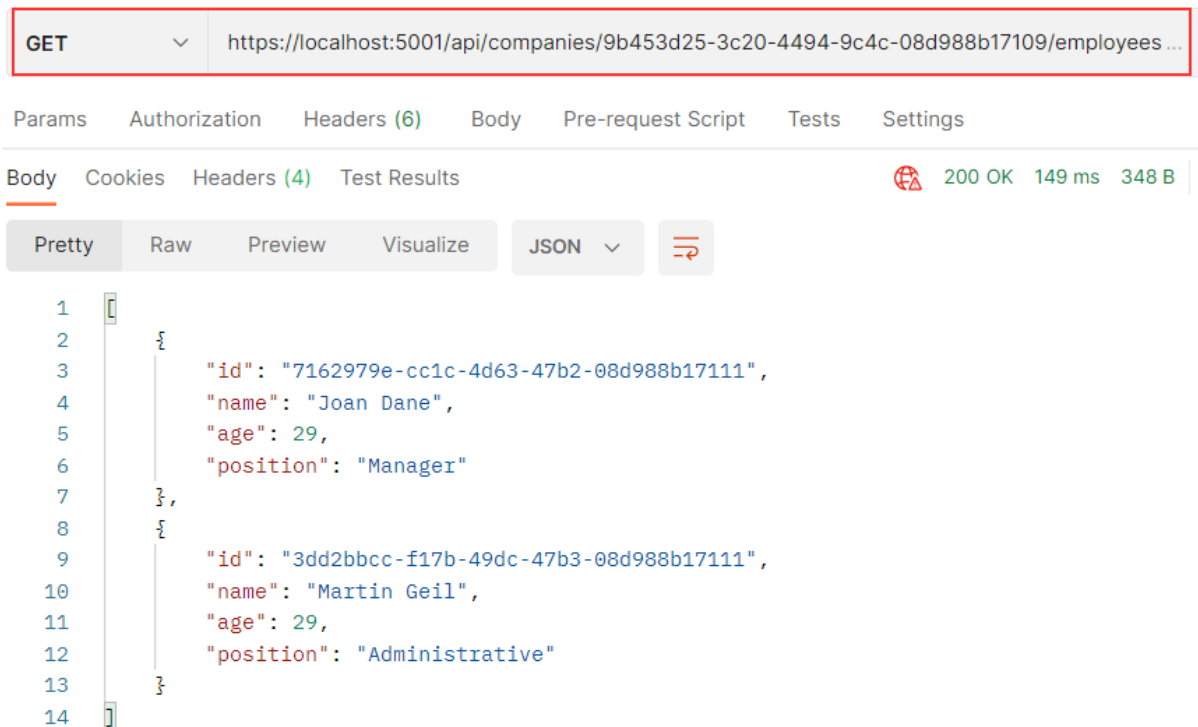 GET https://localhost:5001/api/companies/9b453d25-3c20-4494-9c4c-08d988b17109/employees ...
Params Authorization Headers (6) Body Pre-request Script Tests Settings
Body Cookies Headers (4) Test Results 200 OK 149 ms 348 B
Pretty Raw Preview Visualize JSON
1 [
2 {
3 "id": "7162979e-cc1c-4d63-47b2-08d988b17111",
4 "name": "Joan Dane",
5 "age": 29,
6 "position": "Manager"
7 },
8 {
9 "id": "3dd2bbcc-f17b-49dc-47b3-08d988b17111",
10 "name": "Martin Geil",
11 "age": 29,
12 "position": "Administrative"
13 }
14 ]